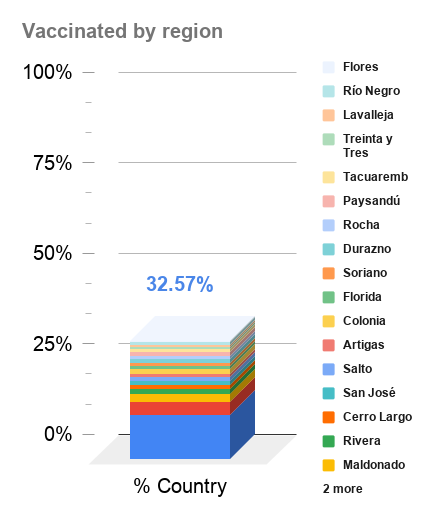 Vaccinated by region
100%
75%
50%
25%
0%
32.57%
% Country
Flores
Río Negro
Lavalleja
Treinta y
Tres
Tacuaremb
Paysandú
Rocha
Durazno
Soriano
Florida
Colonia
Artigas
Salto
San José
Cerro Largo
Rivera
Maldonado
2 more